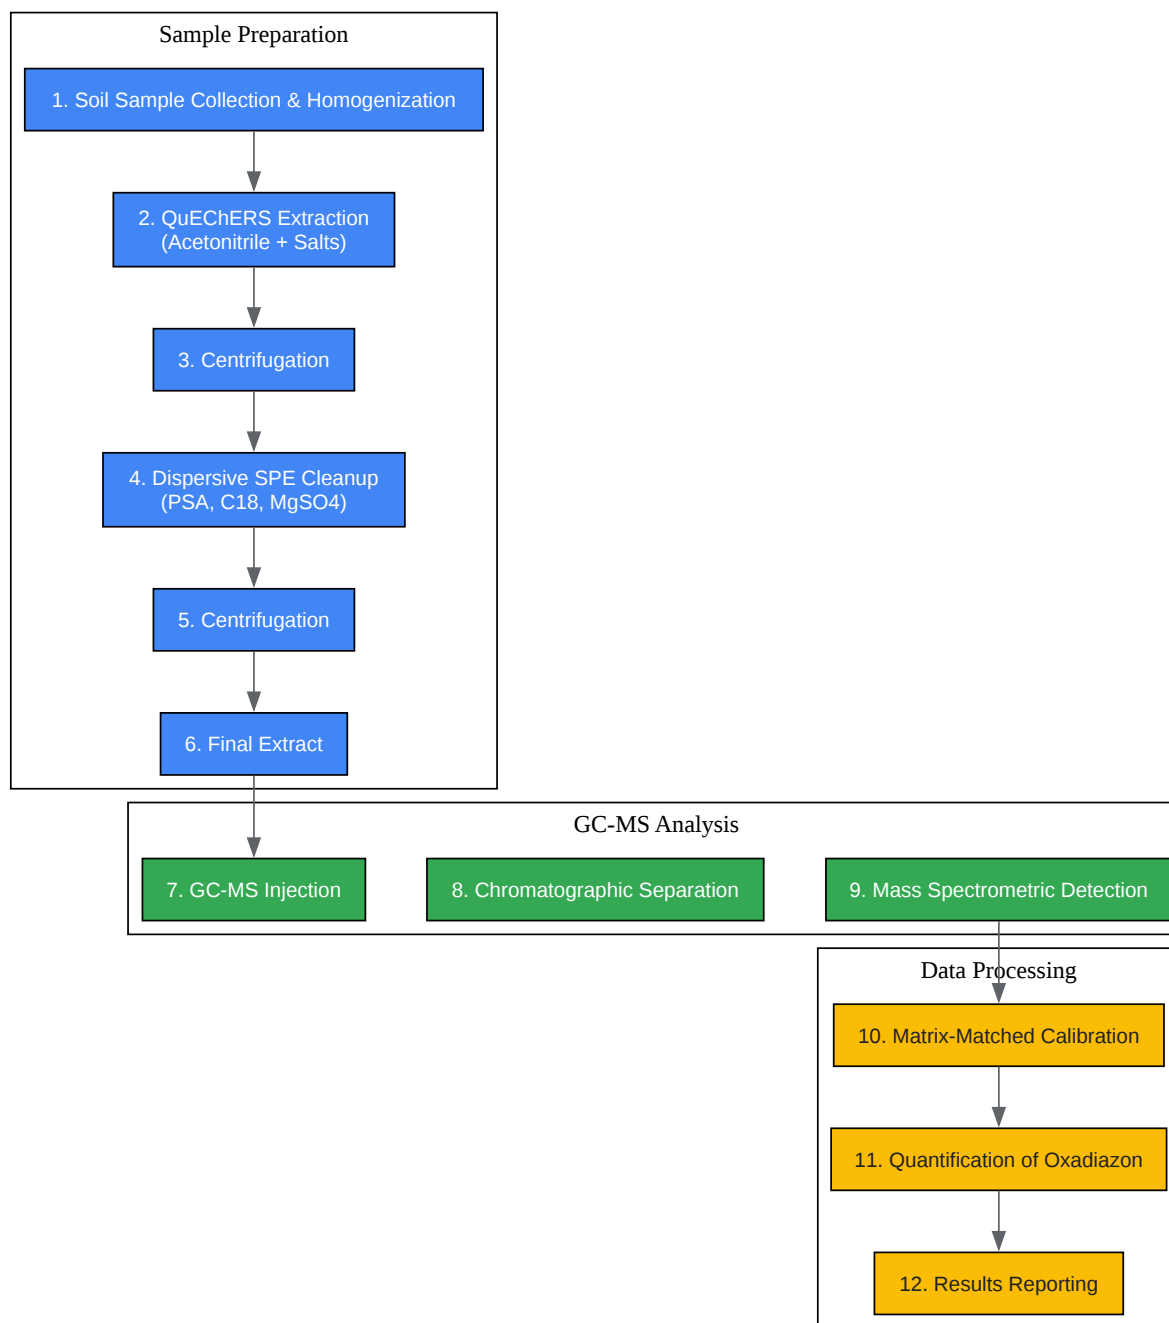 Sample Preparation
1. Soil Sample Collection & Homogenization
2. QuEChERS Extraction
(Acetonitrile + Salts)
3. Centrifugation
4. Dispersive SPE Cleanup
(PSA, C18, MgSO4)
5. Centrifugation
6. Final Extract
GC-MS Analysis
7. GC-MS Injection
8. Chromatographic Separation
9. Mass Spectrometric Detection
Data Processing
10. Matrix-Matched Calibration
11. Quantification of Oxadiazon
12. Results Reporting